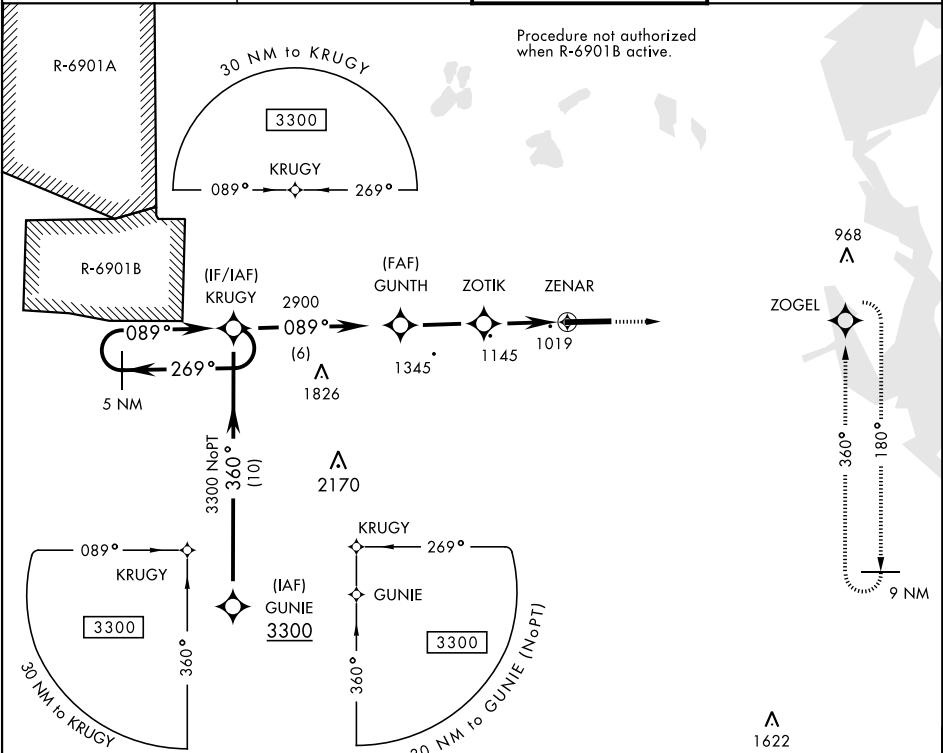 Procedure not authorized
when R-6901B active.
R-6901A
30 NM to KRUGY
3300
KRUGY
089°
269°
R-6901B
(IF/IAF)
KRUGY
2900
089°
(6)
089°
269°
5 NM
(FAF)
GUNTH
ZOTIK
ZENAR
1345
1145
1019
1826
968
ZOGEL
360°
180°
9 NM
3300 NoPT
360°
(10)
2170
089°
KRUGY
3300
360°
30 NM to KRUGY
(IAF)
GUNIE
3300
KRUGY
269°
GUNIE
3300
360°
30 NM to GUNIE (NoPT)
1622